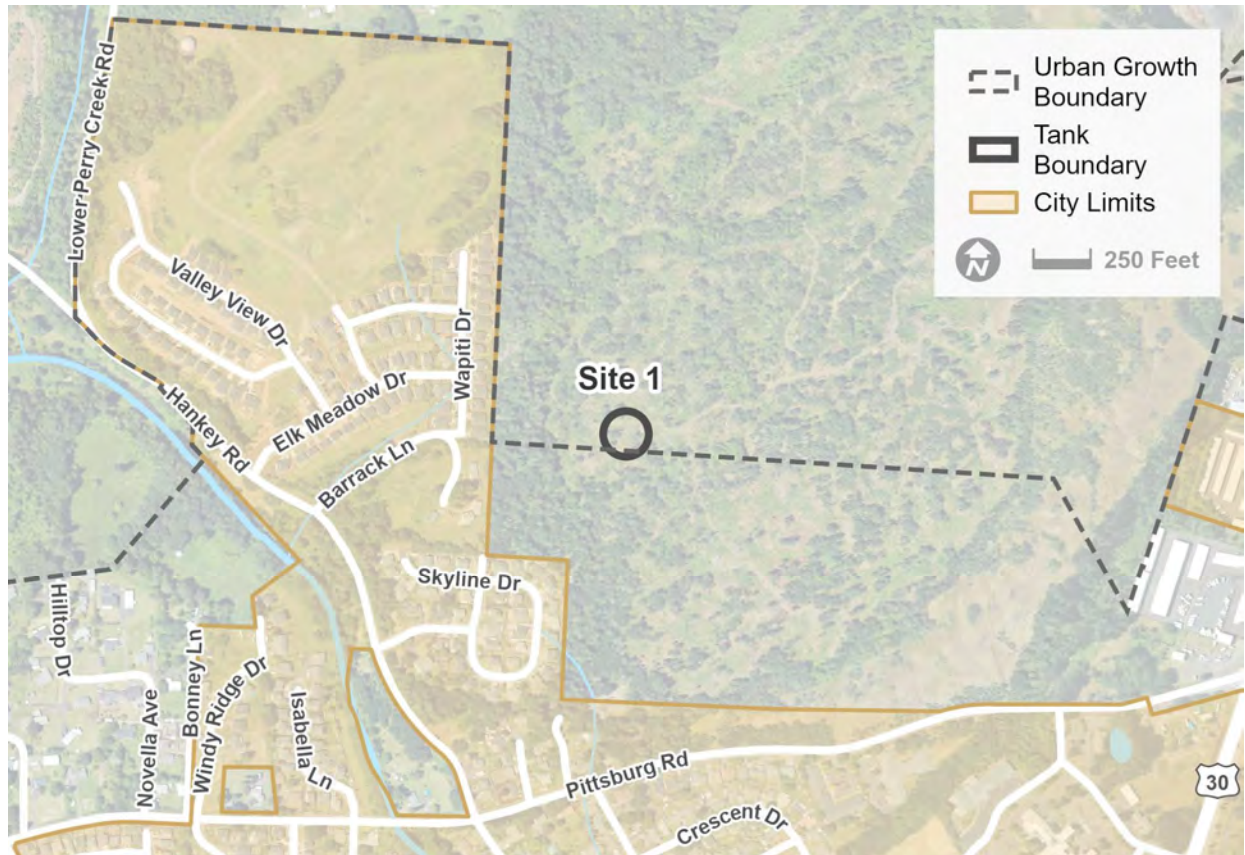 Urban Growth
Boundary
Tank
Boundary
City Limits
N
250 Feet
Lower Perry Creek Rd
Valley View Dr
Wapiti Dr
Elk Meadow Dr
Hankey Rd
Barrack Ln
Site 1
Skyline Dr
Hilltop Dr
Novella Ave
Bonney Ln
Windy Ridge Dr
Isabella Ln
Pittsburg Rd
Crescent Dr
30